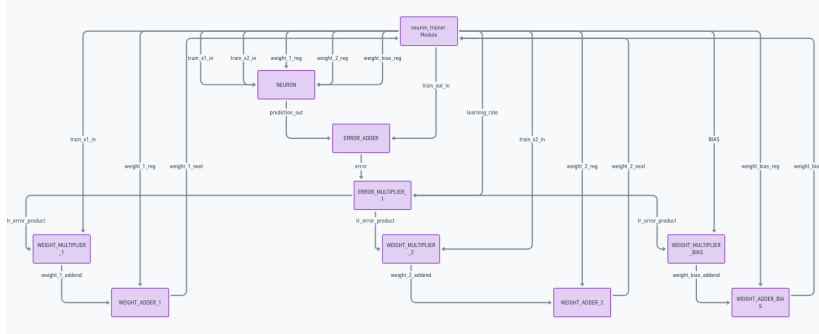 neuron_trainer
Module
train_x1_in
train_x2_in
weight_1_reg
weight_2_reg
weight_bias_reg
NEURON
train_out_in
prediction_out
learning_rate
ERROR_ADDER
train_x1_in
train_x2_in
BIAS
error
weight_1_reg
weight_1_next
weight_2_reg
weight_2_next
weight_bias_reg
weight_bia
ERROR_MULTIPLIER_
1
lr_error_product
lr_error_product
lr_error_product
WEIGHT_MULTIPLIER
_1
WEIGHT_MULTIPLIER
_2
WEIGHT_MULTIPLIER
_BIAS
weight_1_addend
weight_2_addend
weight_bias_addend
WEIGHT_ADDER_1
WEIGHT_ADDER_2
WEIGHT_ADDER_BIA
S